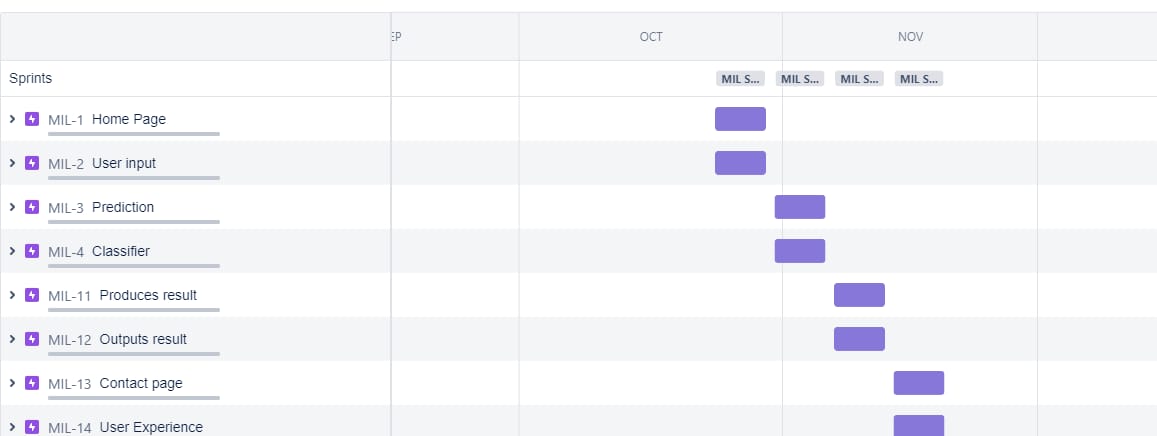 EP OCT NOV
Sprints MIL S... MIL S... MIL S... MIL S...
MIL-1 Home Page
MIL-2 User input
MIL-3 Prediction
MIL-4 Classifier
MIL-11 Produces result
MIL-12 Outputs result
MIL-13 Contact page
MIL-14 User Experience